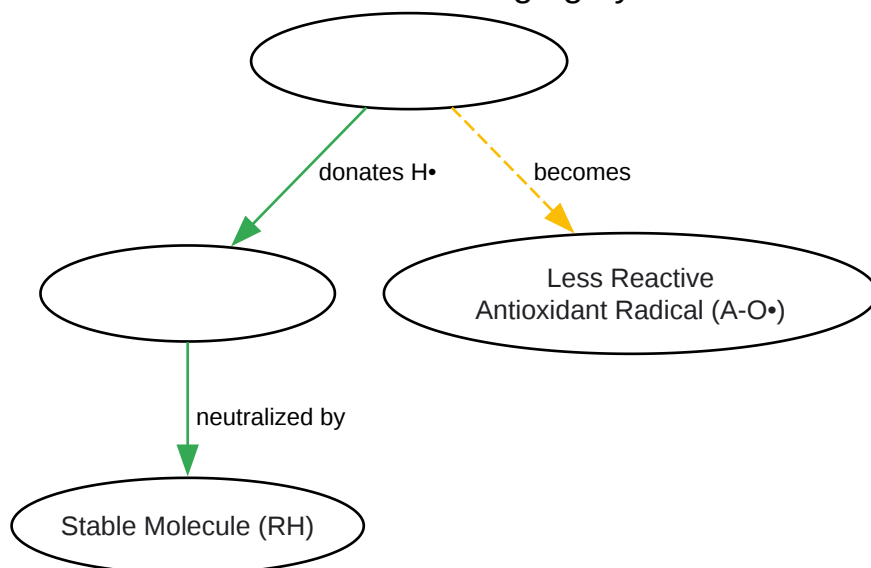 donates H•
becomes
Less Reactive
Antioxidant Radical (A-O•)
neutralized by
Stable Molecule (RH)